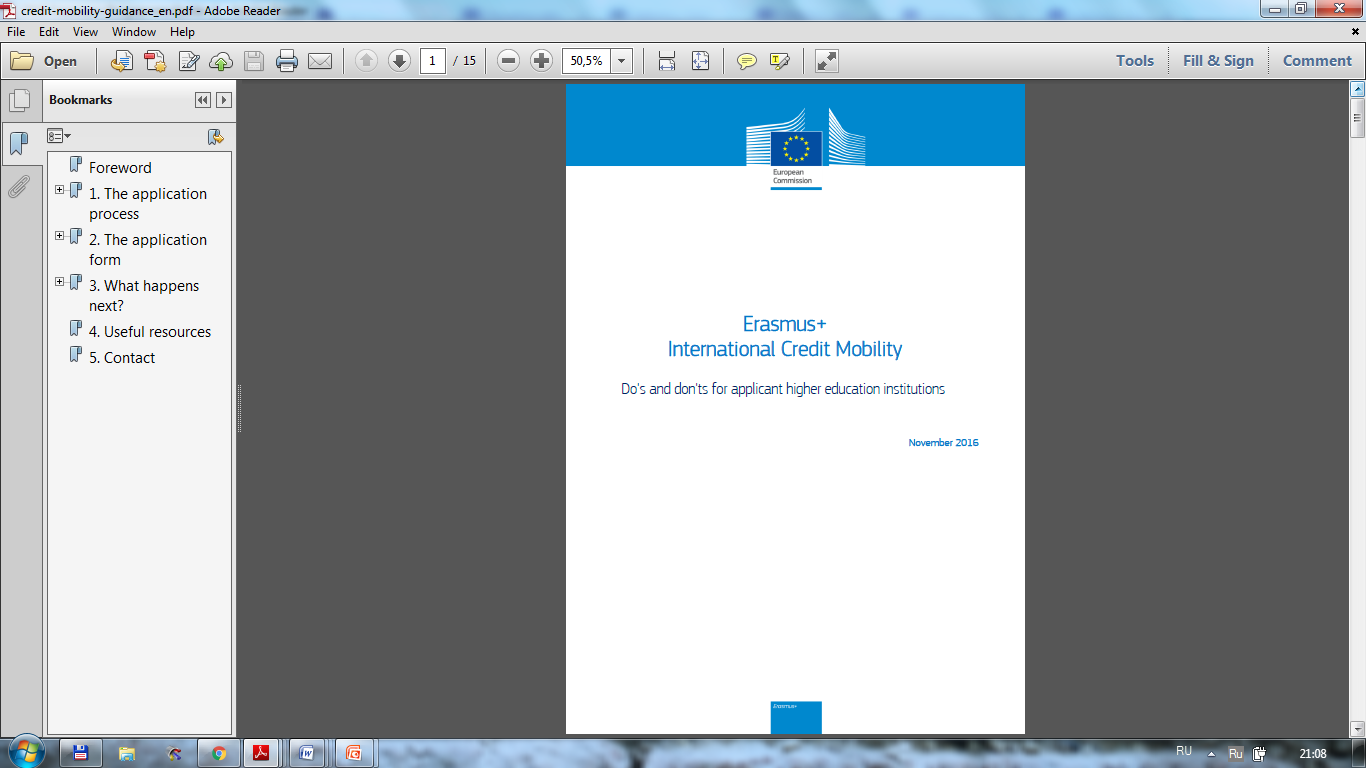 credit-mobility-guidance_en.pdf - Adobe Reader
File Edit View Window Help
Open 1 / 15 50,5% Tools Fill & Sign Comment
Bookmarks
Foreword
1. The application
process
2. The application
form
3. What happens
next?
4. Useful resources
5. Contact
European
Commission
Erasmus+
International Credit Mobility
Do's and don'ts for applicant higher education institutions
November 2016
Erasmus+
RU Ru 21:08